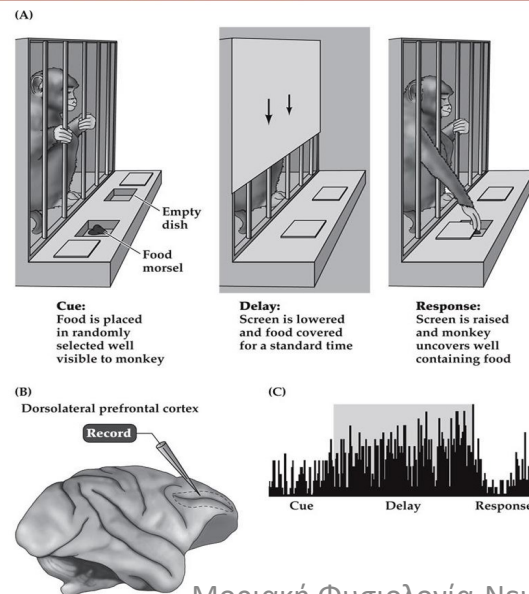 (A)
Empty
dish
Food
morsel
Cue:
Food is placed
in randomly
selected well
visible to monkey
Delay:
Screen is lowered
and food covered
for a standard time
Response:
Screen is raised
and monkey
uncovers well
containing food
(B)
Dorsolateral prefrontal cortex
Record
(C)
Cue
Delay
Response
Μοριακή Φυσιολογία